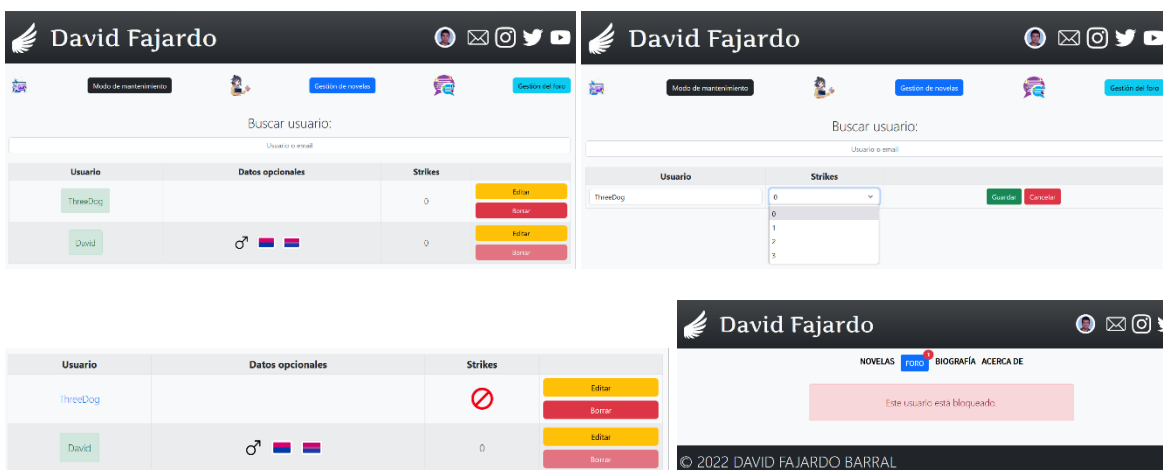 David Fajardo
Modo de mantenimiento
Gestión de novelas
Gestión del foro
Buscar usuario:
Usuario o email
Usuario Datos opcionales Strikes
ThreeDog 0 Editar
Borrar
David 0 Editar
Borrar
David Fajardo
Modo de mantenimiento
Gestión de novelas
Gestión del foro
Buscar usuario:
Usuario o email
Usuario Strikes
ThreeDog 0 Guardar Cancelar
0
1
2
3
Usuario Datos opcionales Strikes
ThreeDog Editar
Borrar
David 0 Editar
Borrar
David Fajardo
NOVELAS FORO 1 BIOGRAFÍA ACERCA DE
Este usuario está bloqueado.
© 2022 DAVID FAJARDO BARRAL